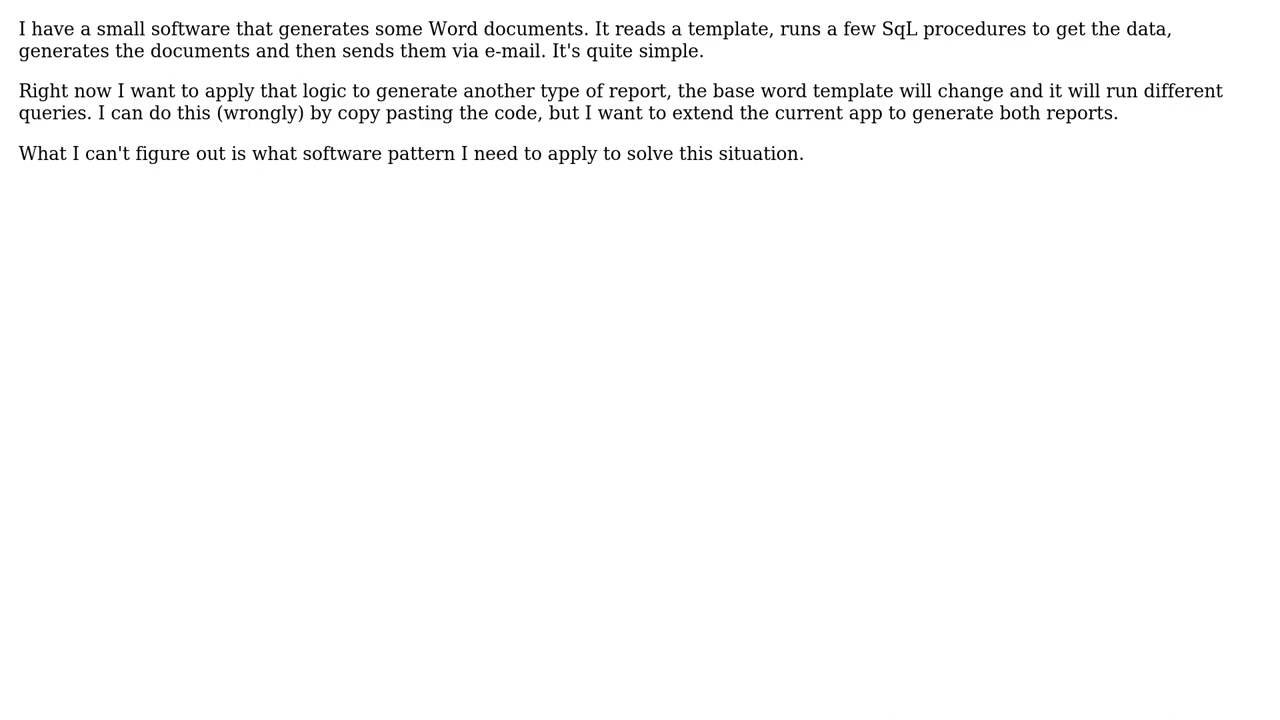 I have a small software that generates some Word documents. It reads a template, runs a few SqL procedures to get the data,
generates the documents and then sends them via e-mail. It's quite simple.
Right now I want to apply that logic to generate another type of report, the base word template will change and it will run different
queries. I can do this (wrongly) by copy pasting the code, but I want to extend the current app to generate both reports.
What I can't figure out is what software pattern I need to apply to solve this situation.